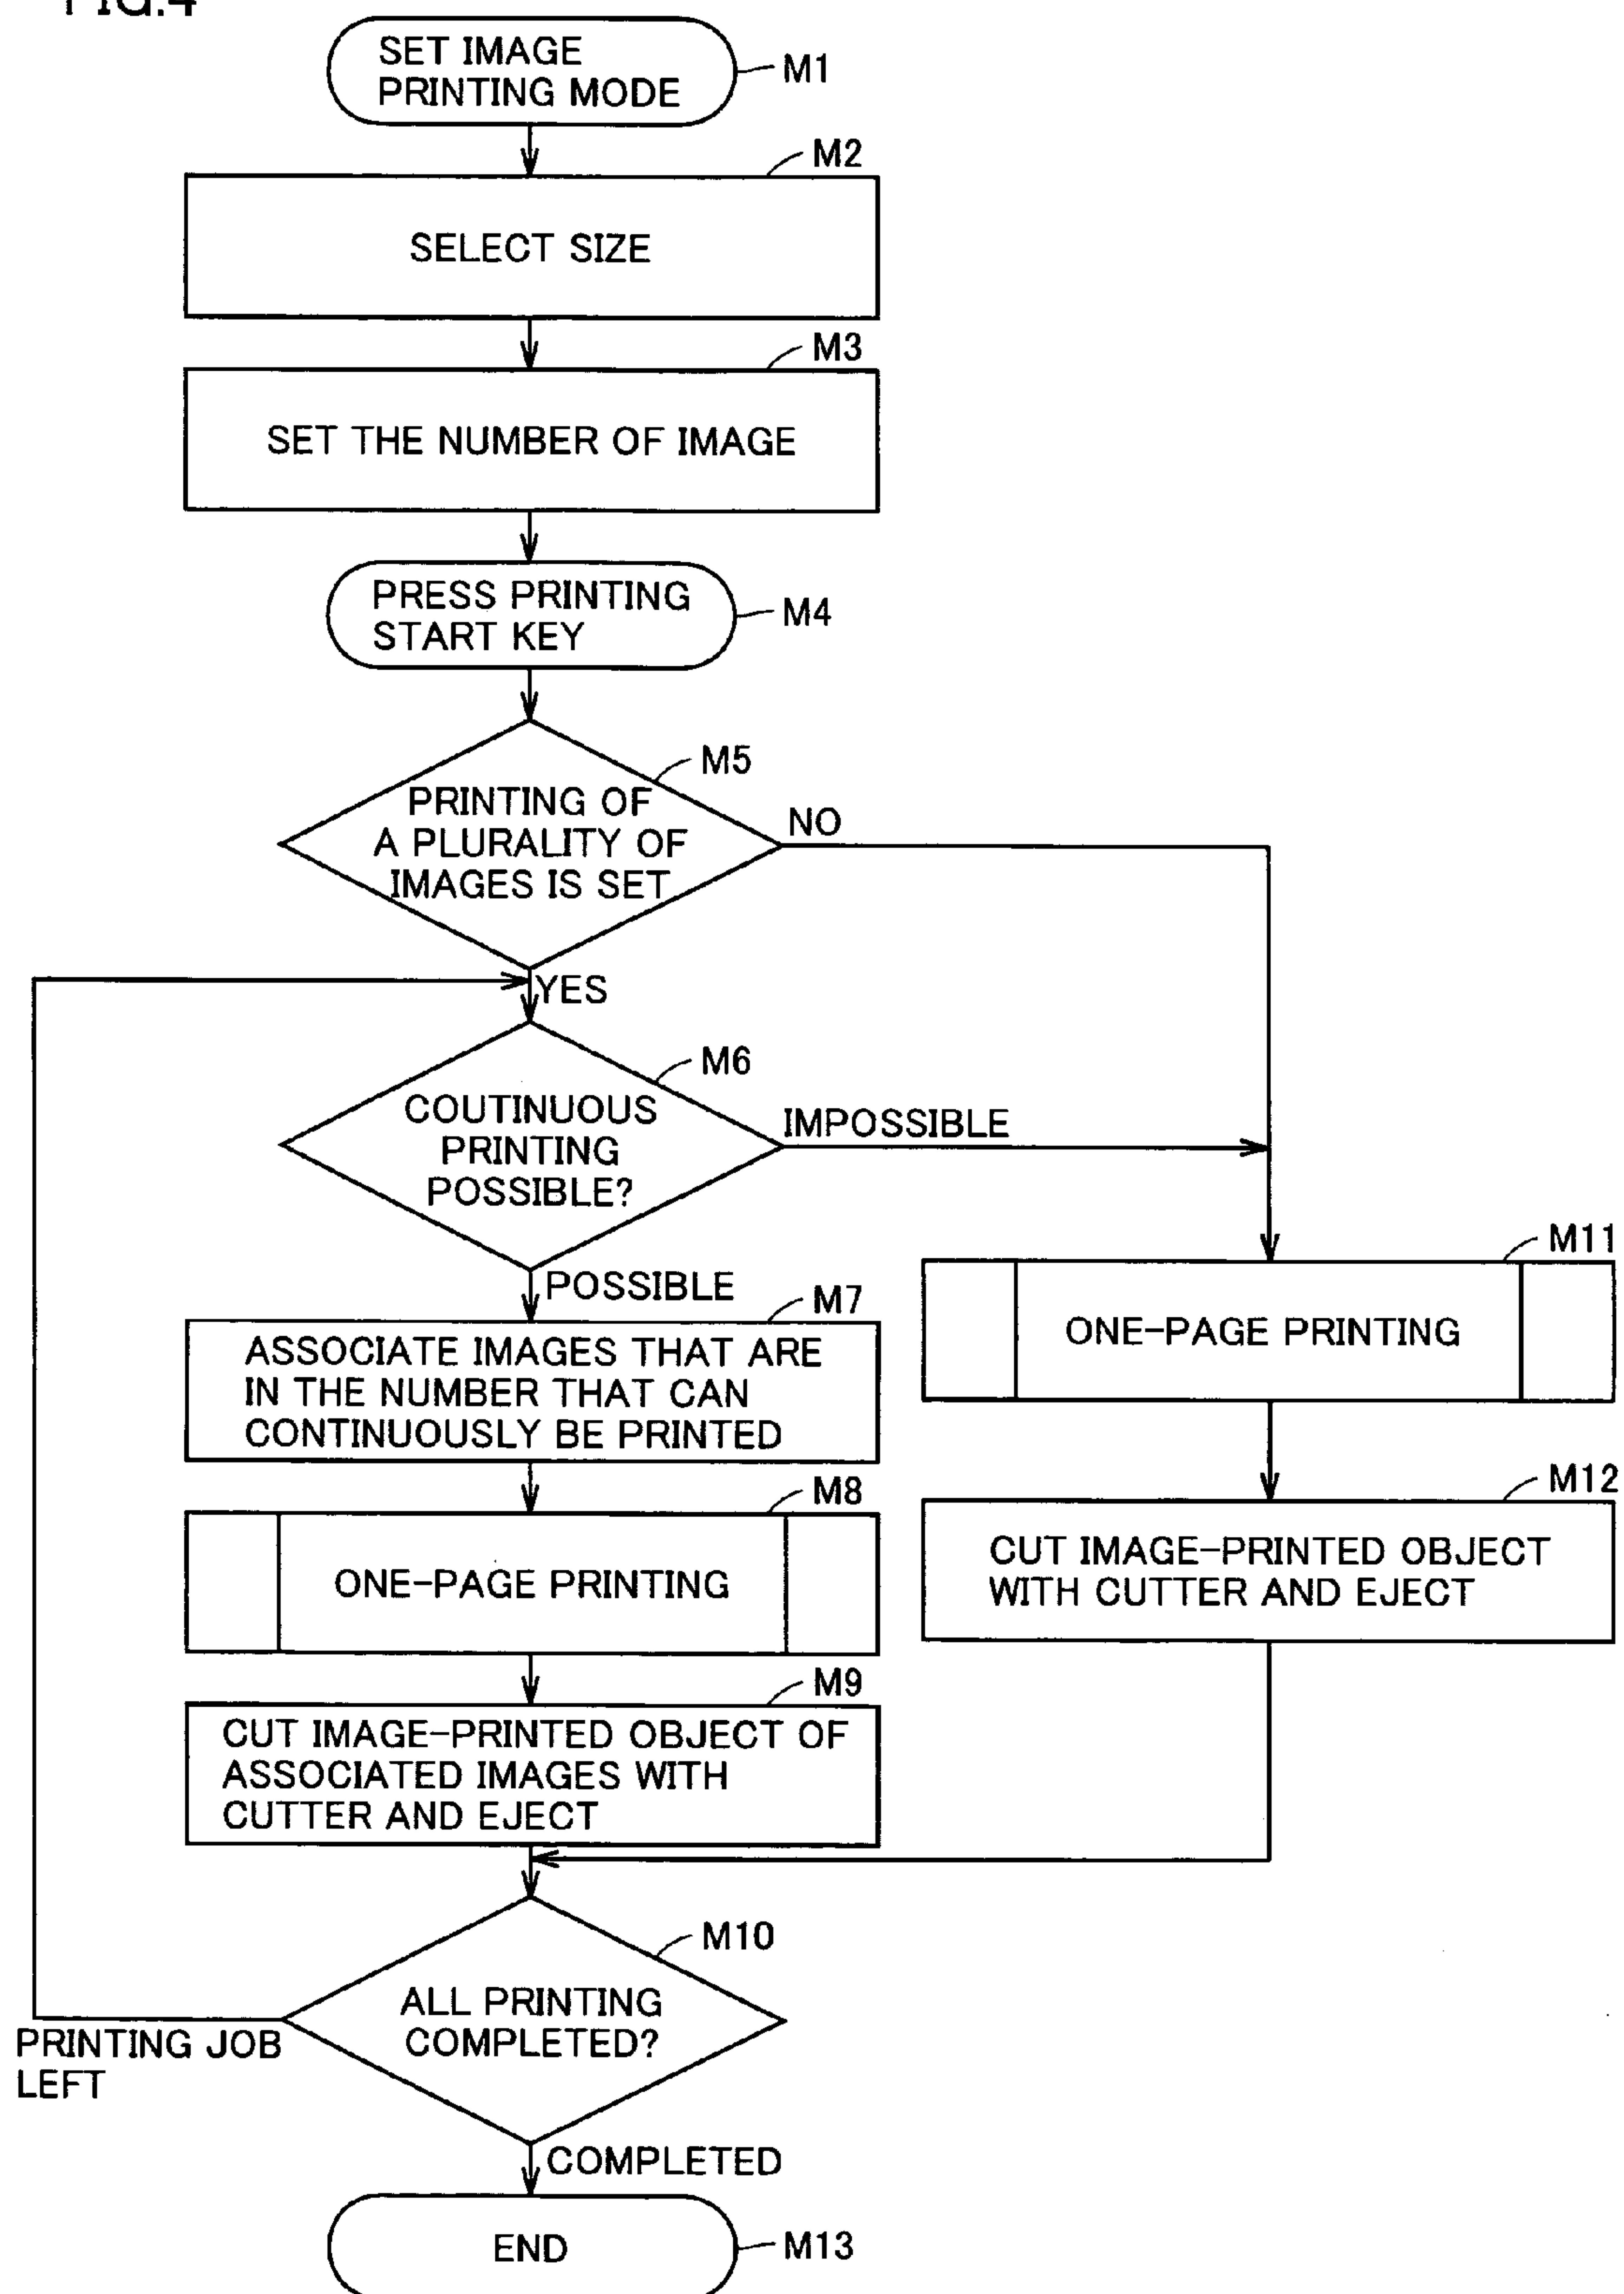 FIG.4
SET IMAGE
PRINTING MODE
M1
M2
SELECT SIZE
M3
SET THE NUMBER OF IMAGE
PRESS PRINTING
START KEY
M4
M5
PRINTING OF
A PLURALITY OF
IMAGES IS SET
NO
YES
M6
COUTINUOUS
PRINTING
POSSIBLE?
IMPOSSIBLE
POSSIBLE
M7
ASSOCIATE IMAGES THAT ARE
IN THE NUMBER THAT CAN
CONTINUOUSLY BE PRINTED
M8
ONE-PAGE PRINTING
M9
CUT IMAGE-PRINTED OBJECT OF
ASSOCIATED IMAGES WITH
CUTTER AND EJECT
M11
ONE-PAGE PRINTING
M12
CUT IMAGE-PRINTED OBJECT
WITH CUTTER AND EJECT
M10
ALL PRINTING
COMPLETED?
PRINTING JOB
LEFT
COMPLETED
END
M13